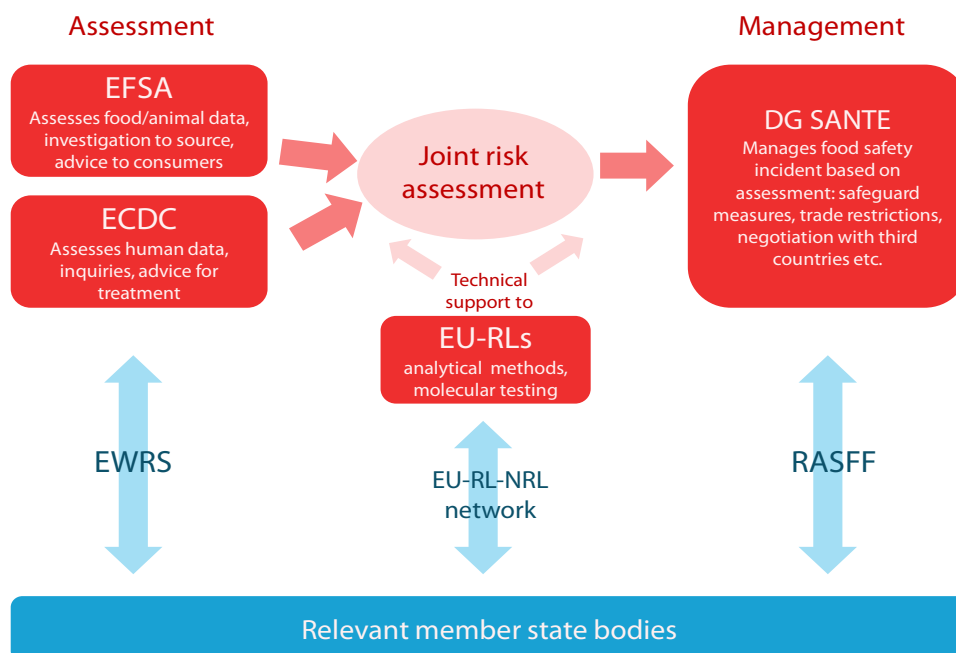 Assessment
Management
EFSA
Assesses food/animal data,
investigation to source,
advice to consumers
ECDC
Assesses human data,
inquiries, advice for
treatment
Joint risk
assessment
Technical
support to
EU-RLs
analytical methods,
molecular testing
DG SANTE
Manages food safety
incident based on
assessment: safeguard
measures, trade restrictions,
negotiation with third
countries etc.
EWRS
EU-RL-NRL
network
RASFF
Relevant member state bodies